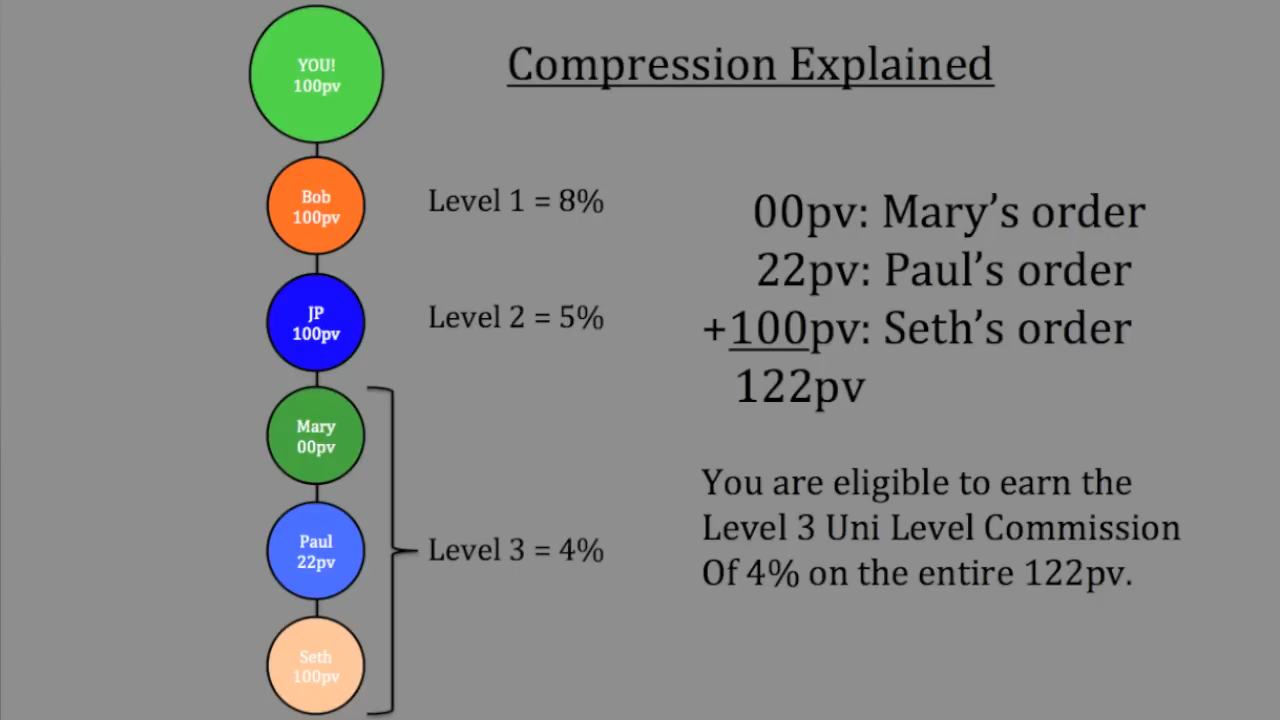 Compression Explained
YOU!
100pv
Bob
100pv
Level 1 = 8%
JP
100pv
Level 2 = 5%
Mary
00pv
Paul
22pv
Level 3 = 4%
Seth
100pv
00pv: Mary’s order
22pv: Paul’s order
+100pv: Seth’s order
122pv
You are eligible to earn the
Level 3 Uni Level Commission
Of 4% on the entire 122pv.